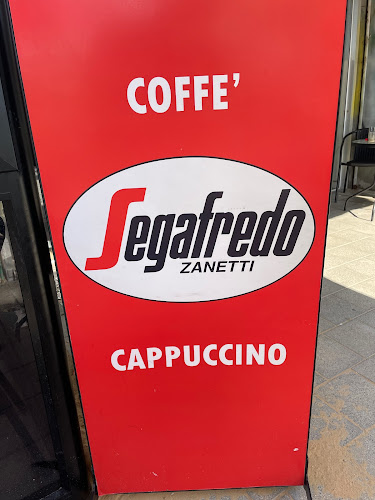 COFFE'
Segafredo
ZANETTI
CAPPUCCINO